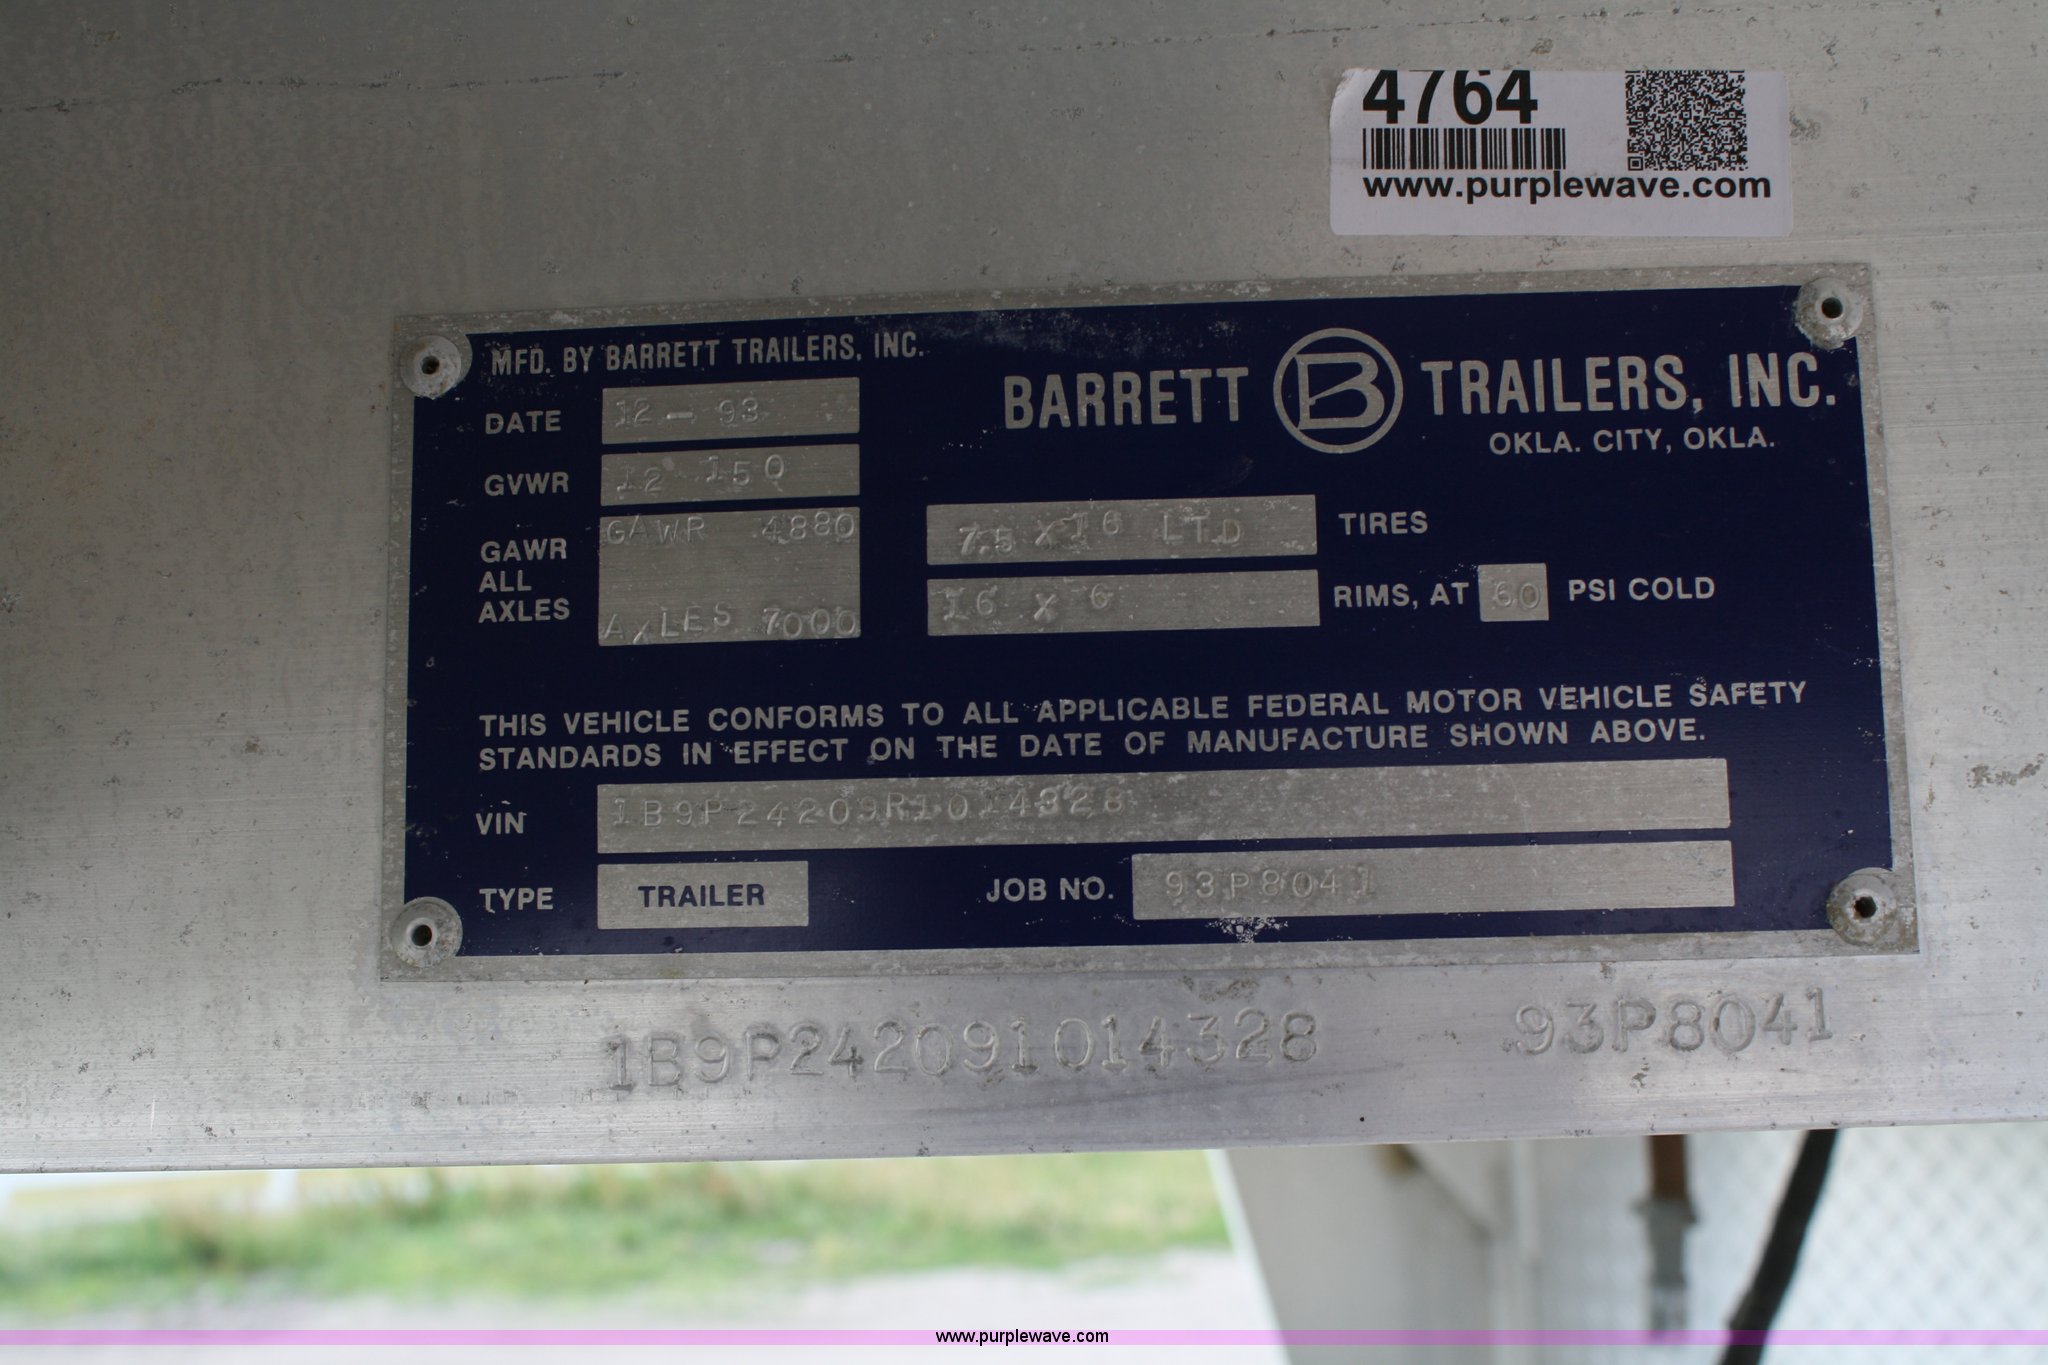 4764
www.purplewave.com
MFD. BY BARRETT TRAILERS, INC.
BARRETT B TRAILERS, INC.
OKLA. CITY, OKLA.
DATE 12 - 93
GVWR 12 150
GAWR ALL AXLES
GAWR 4880
AXLES 7000
7.5 X 16 LTD TIRES
16 X 6 RIMS, AT 60 PSI COLD
THIS VEHICLE CONFORMS TO ALL APPLICABLE FEDERAL MOTOR VEHICLE SAFETY
STANDARDS IN EFFECT ON THE DATE OF MANUFACTURE SHOWN ABOVE.
VIN 1B9P24209R1014328
TYPE TRAILER JOB NO. 93P8041
1B9P242091014328 93P8041
www.purplewave.com